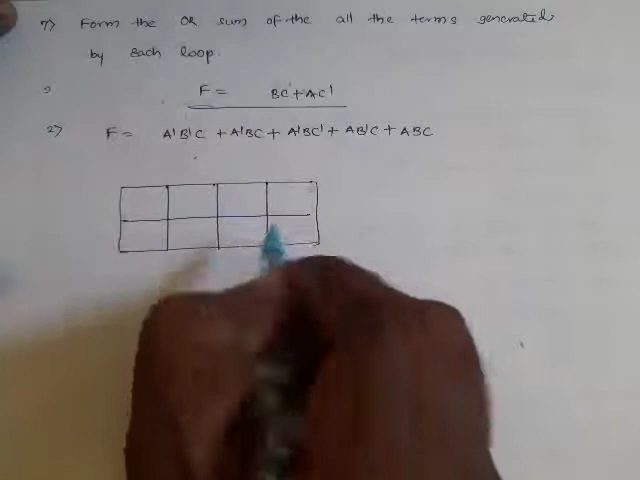 7) Form the OR sum of the all the terms generated
by each loop.
F = BC + AC'
2) F = A'B'C + A'BC + A'BC' + AB'C + ABC